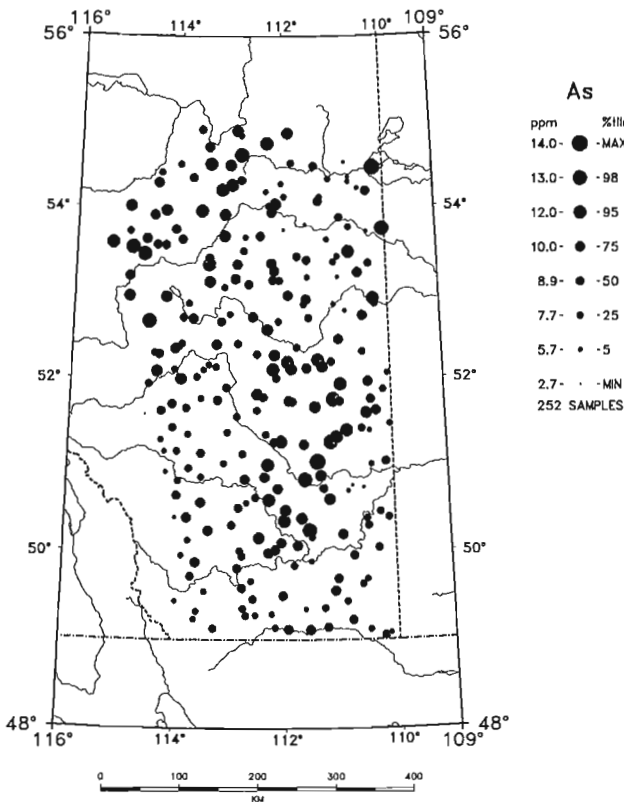 116° 112° 110° 109°
56° 56°
As
ppm
14.0- -MAX
13.0- -98
12.0- -95
10.0- -75
8.9- -50
7.7- -25
5.7- -5
2.7- -MIN
252 SAMPLES
54° 54°
52° 52°
50° 50°
48° 48°
116° 114° 112° 110° 109°
0 100 200 300 400
KM